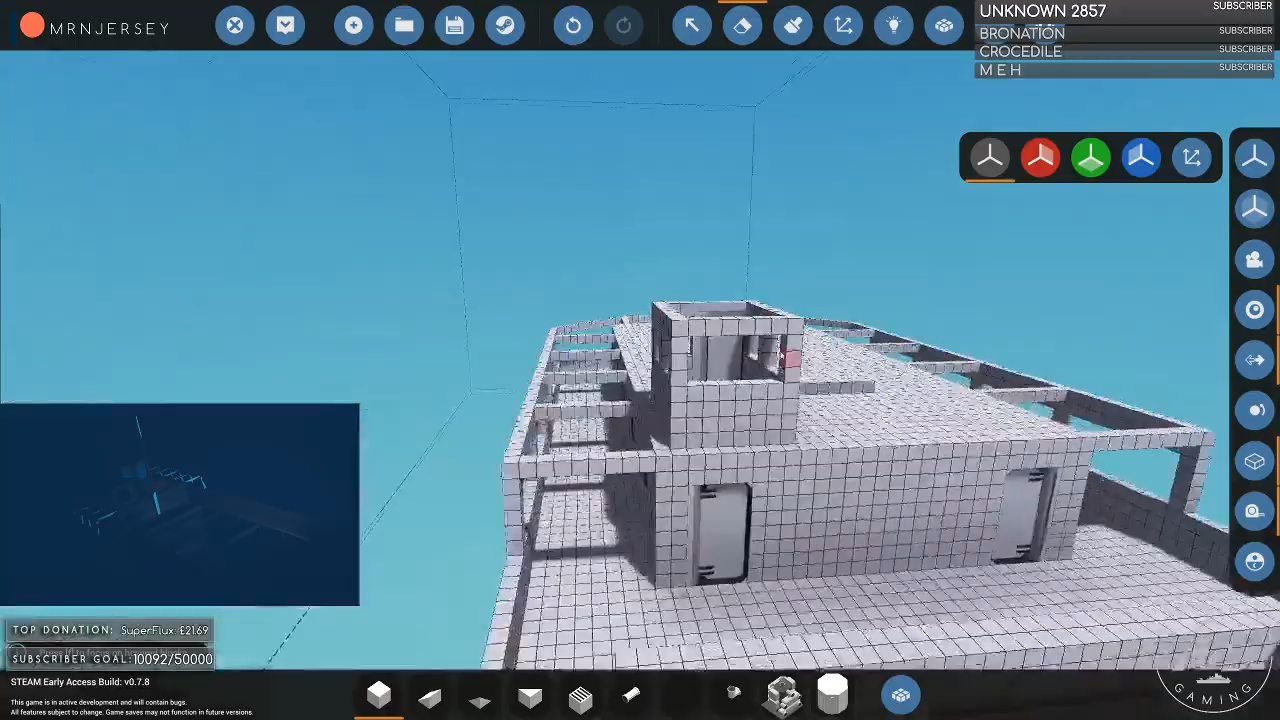 MRNJERSEY
UNKNOWN 2857 SUBSCRIBER
BRONATION SUBSCRIBER
CROCEDILE SUBSCRIBER
M E H SUBSCRIBER
TOP DONATION: SuperFlux: £21.69
SUBSCRIBER GOAL: 10092/50000
STEAM Early Access Build: v0.7.8
This game is in active development and will contain bugs.
All features subject to change. Game saves may not function in future versions.
GAMING